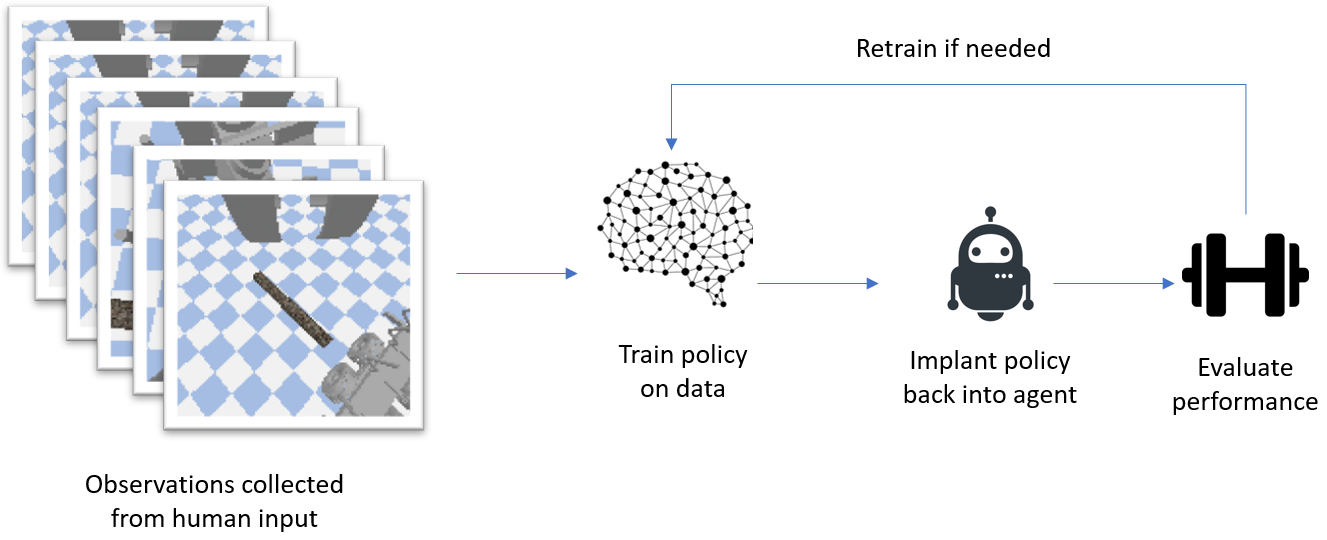 Retrain if needed
Train policy
on data
Implant policy
back into agent
Evaluate
performance
Observations collected
from human input